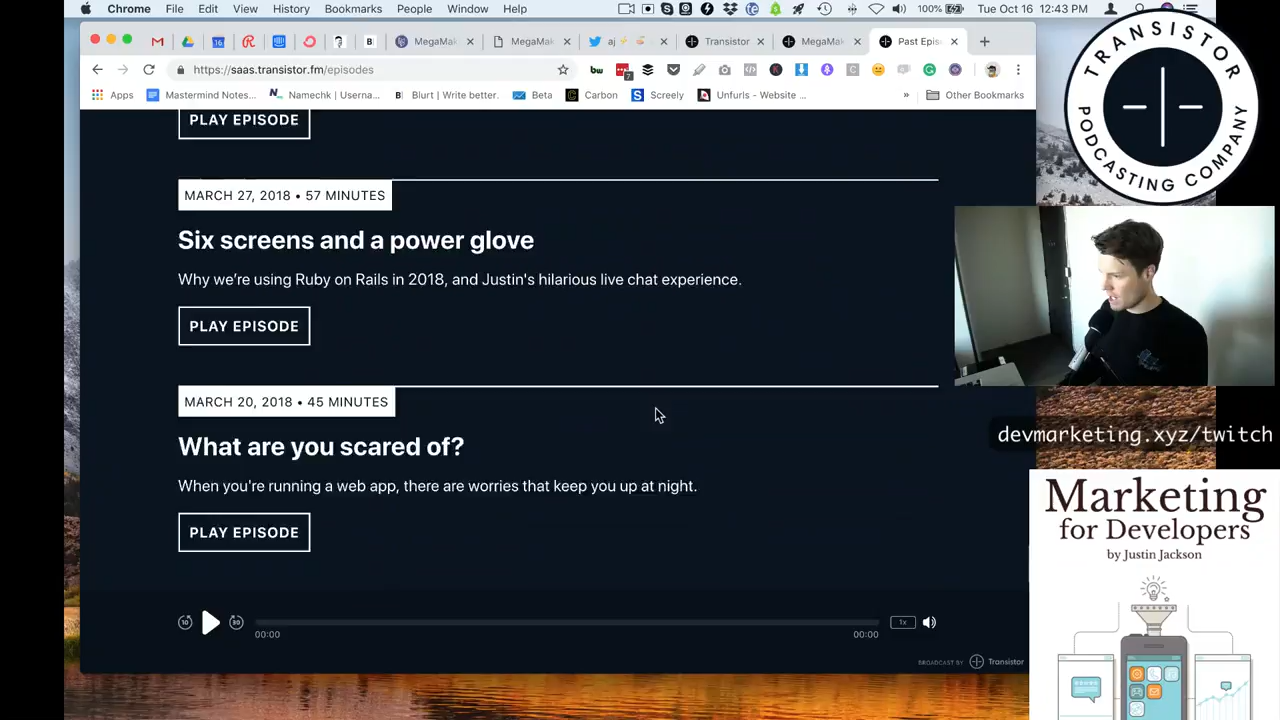 Chrome File Edit View History Bookmarks People Window Help
100% Tue Oct 16 12:43 PM
MegaMak
MegaMak
aj
Transistor
MegaMak
Past Epis
https://saas.transistor.fm/episodes
Apps
Mastermind Notes...
Namechk | Userna...
Blurt | Write better.
Beta
Carbon
Screely
Unfurls - Website ...
»
Other Bookmarks
TRANSISTOR
PODCASTING COMPANY
PLAY EPISODE
MARCH 27, 2018 • 57 MINUTES
Six screens and a power glove
Why we’re using Ruby on Rails in 2018, and Justin's hilarious live chat experience.
PLAY EPISODE
MARCH 20, 2018 • 45 MINUTES
What are you scared of?
When you're running a web app, there are worries that keep you up at night.
PLAY EPISODE
10
30
00:00
00:00
1x
BROADCAST BY Transistor
devmarketing.xyz/twitch
Marketing
for Developers
by Justin Jackson